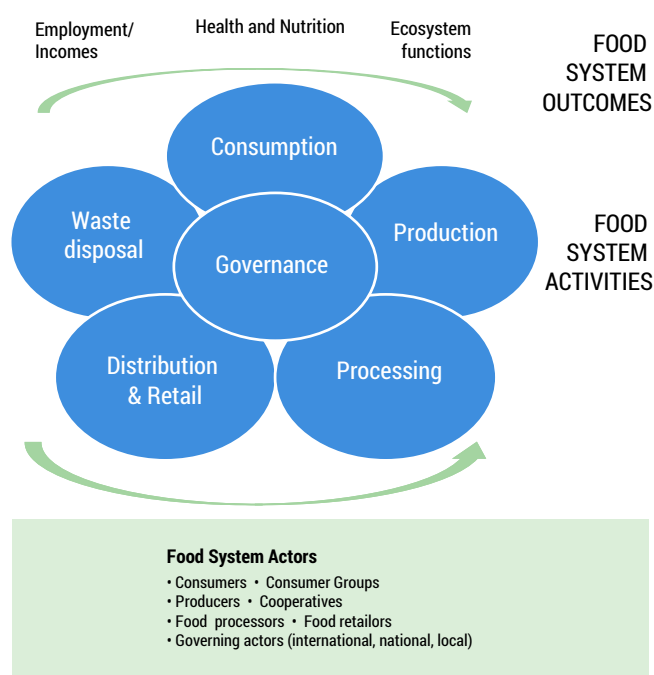 Employment/
Incomes
Health and Nutrition
Ecosystem
functions
FOOD
SYSTEM
OUTCOMES
Consumption
Waste
disposal
Production
Governance
FOOD
SYSTEM
ACTIVITIES
Distribution
& Retail
Processing
Food System Actors
• Consumers • Consumer Groups
• Producers • Cooperatives
• Food processors • Food retailors
• Governing actors (international, national, local)